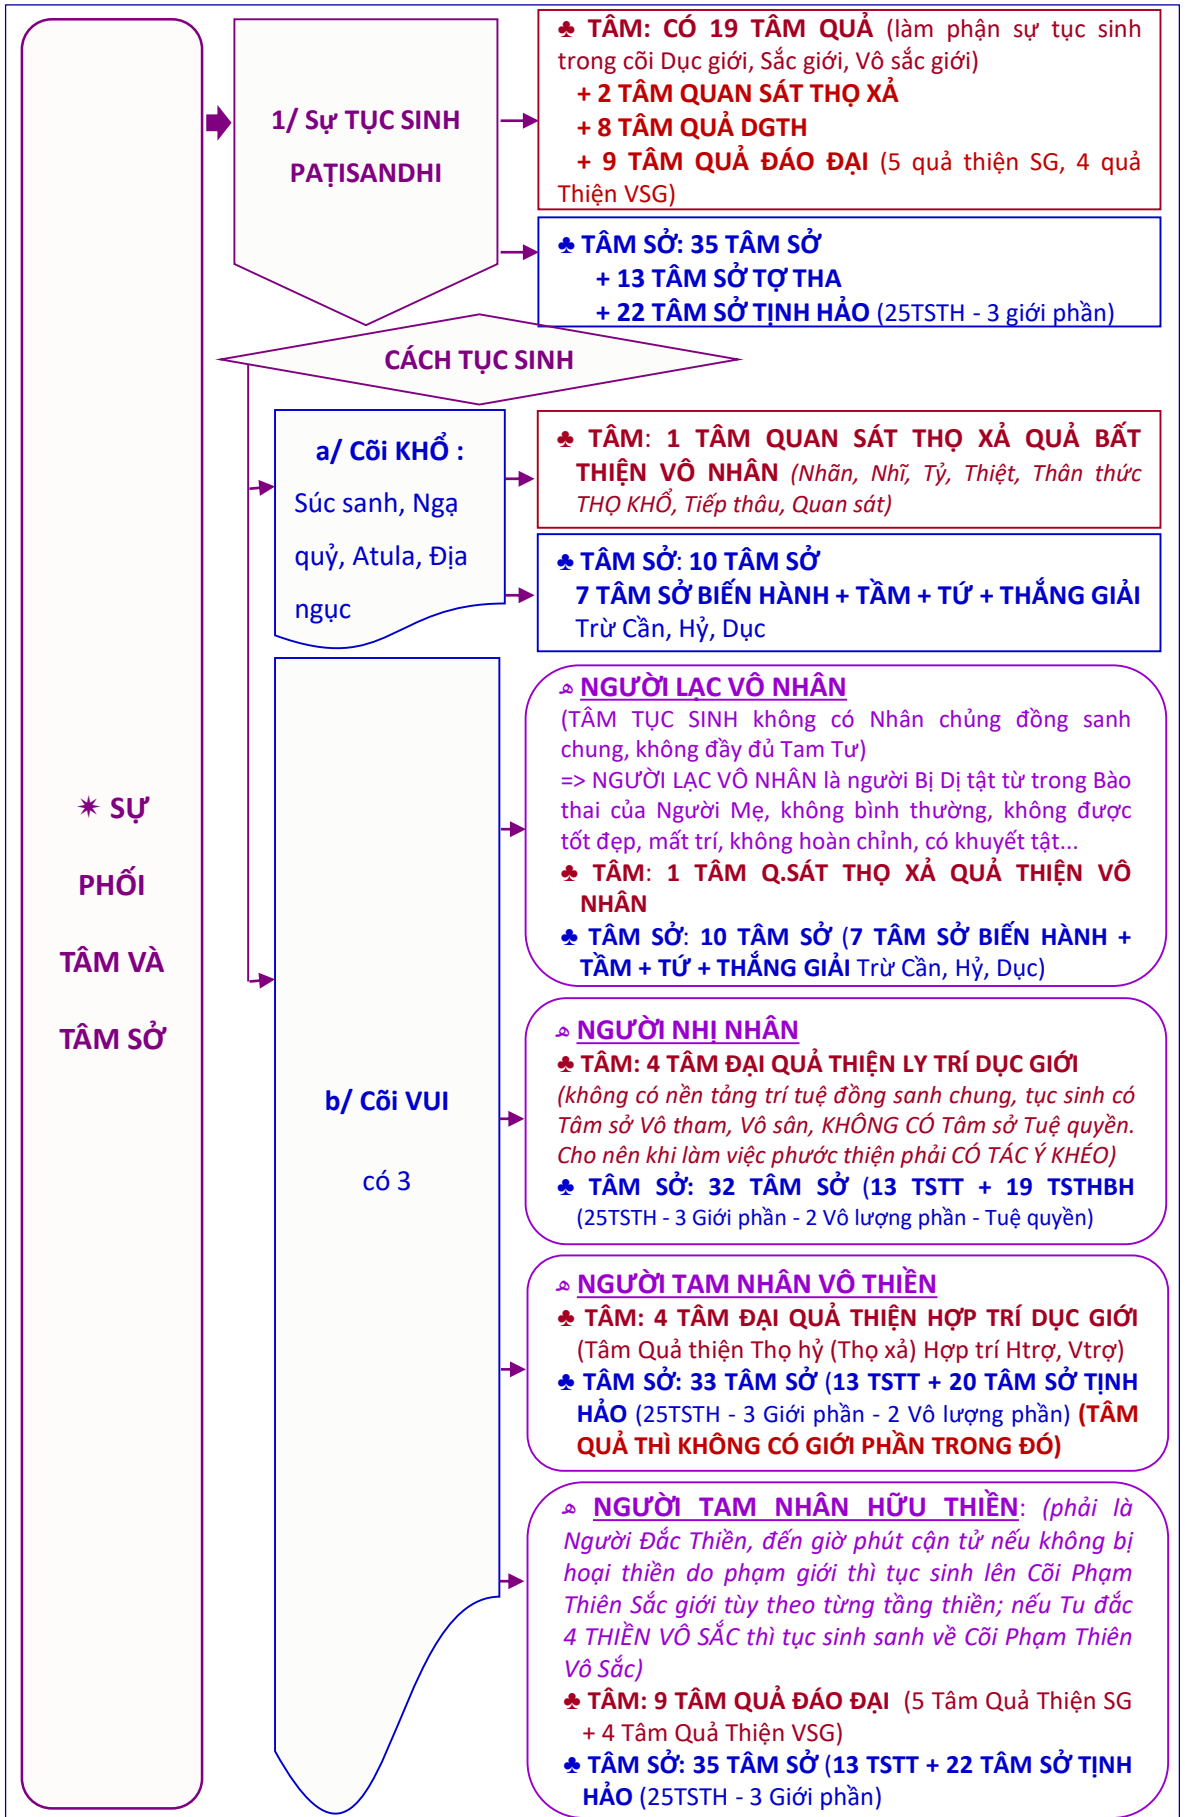 ✴ SỰ
PHỐI
TÂM VÀ
TÂM SỞ
1/ Sự TỤC SINH
PAṬISANDHI
♣ TÂM: CÓ 19 TÂM QUẢ (làm phận sự tục sinh
trong cõi Dục giới, Sắc giới, Vô sắc giới)
+ 2 TÂM QUAN SÁT THỌ XẢ
+ 8 TÂM QUẢ DGTH
+ 9 TÂM QUẢ ĐÁO ĐẠI (5 quả thiện SG, 4 quả
Thiện VSG)
♣ TÂM SỞ: 35 TÂM SỞ
+ 13 TÂM SỞ TỢ THA
+ 22 TÂM SỞ TỊNH HẢO (25TSTH - 3 giới phần)
CÁCH TỤC SINH
a/ Cõi KHỔ :
Súc sanh, Ngạ
quỷ, Atula, Địa
ngục
♣ TÂM: 1 TÂM QUAN SÁT THỌ XẢ QUẢ BẤT
THIỆN VÔ NHÂN (Nhãn, Nhĩ, Tỷ, Thiệt, Thân thức
THỌ KHỔ, Tiếp thâu, Quan sát)
♣ TÂM SỞ: 10 TÂM SỞ
7 TÂM SỞ BIẾN HÀNH + TẦM + TỨ + THẮNG GIẢI
Trừ Cần, Hỷ, Dục
b/ Cõi VUI
có 3
NGƯỜI LẠC VÔ NHÂN
(TÂM TỤC SINH không có Nhân chủng đồng sanh
chung, không đầy đủ Tam Tư)
=> NGƯỜI LẠC VÔ NHÂN là người Bị Dị tật từ trong Bào
thai của Người Mẹ, không bình thường, không được
tốt đẹp, mất trí, không hoàn chỉnh, có khuyết tật...
♣ TÂM: 1 TÂM Q.SÁT THỌ XẢ QUẢ THIỆN VÔ
NHÂN
♣ TÂM SỞ: 10 TÂM SỞ (7 TÂM SỞ BIẾN HÀNH +
TẦM + TỨ + THẮNG GIẢI Trừ Cần, Hỷ, Dục)
NGƯỜI NHỊ NHÂN
♣ TÂM: 4 TÂM ĐẠI QUẢ THIỆN LY TRÍ DỤC GIỚI
(không có nền tảng trí tuệ đồng sanh chung, tục sinh có
Tâm sở Vô tham, Vô sân, KHÔNG CÓ Tâm sở Tuệ quyền.
Cho nên khi làm việc phước thiện phải CÓ TÁC Ý KHÉO)
♣ TÂM SỞ: 32 TÂM SỞ (13 TSTT + 19 TSTHBH
(25TSTH - 3 Giới phần - 2 Vô lượng phần - Tuệ quyền)
NGƯỜI TAM NHÂN VÔ THIỀN
♣ TÂM: 4 TÂM ĐẠI QUẢ THIỆN HỢP TRÍ DỤC GIỚI
(Tâm Quả thiện Thọ hỷ (Thọ xả) Hợp trí Htrợ, Vtrợ)
♣ TÂM SỞ: 33 TÂM SỞ (13 TSTT + 20 TÂM SỞ TỊNH
HẢO (25TSTH - 3 Giới phần - 2 Vô lượng phần) (TÂM
QUẢ THÌ KHÔNG CÓ GIỚI PHẦN TRONG ĐÓ)
NGƯỜI TAM NHÂN HỮU THIỀN: (phải là
Người Đắc Thiền, đến giờ phút cận tử nếu không bị
hoại thiền do phạm giới thì tục sinh lên Cõi Phạm
Thiên Sắc giới tùy theo từng tầng thiền; nếu Tu đắc
4 THIỀN VÔ SẮC thì tục sinh sanh về Cõi Phạm Thiên
Vô Sắc)
♣ TÂM: 9 TÂM QUẢ ĐÁO ĐẠI (5 Tâm Quả Thiện SG
+ 4 Tâm Quả Thiện VSG)
♣ TÂM SỞ: 35 TÂM SỞ (13 TSTT + 22 TÂM SỞ TỊNH
HẢO (25TSTH - 3 Giới phần)